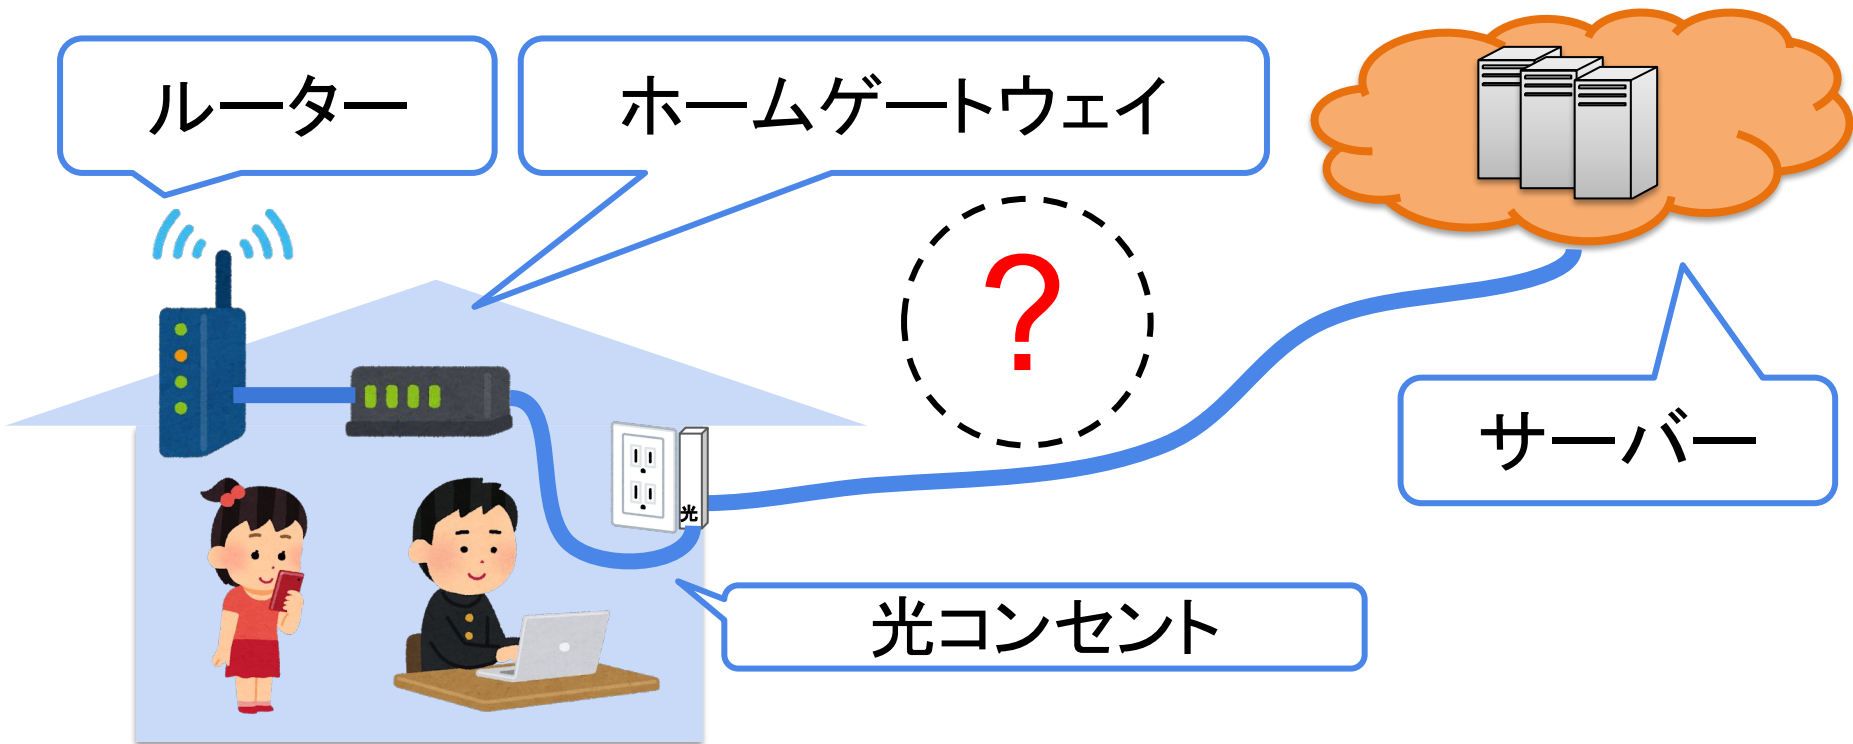 ルーター
ホームゲートウェイ
?
サーバー
光
光コンセント